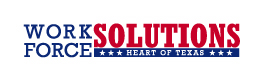 WORK
FORCE
SOLUTIONS
★★★ HEART OF TEXAS ★★★